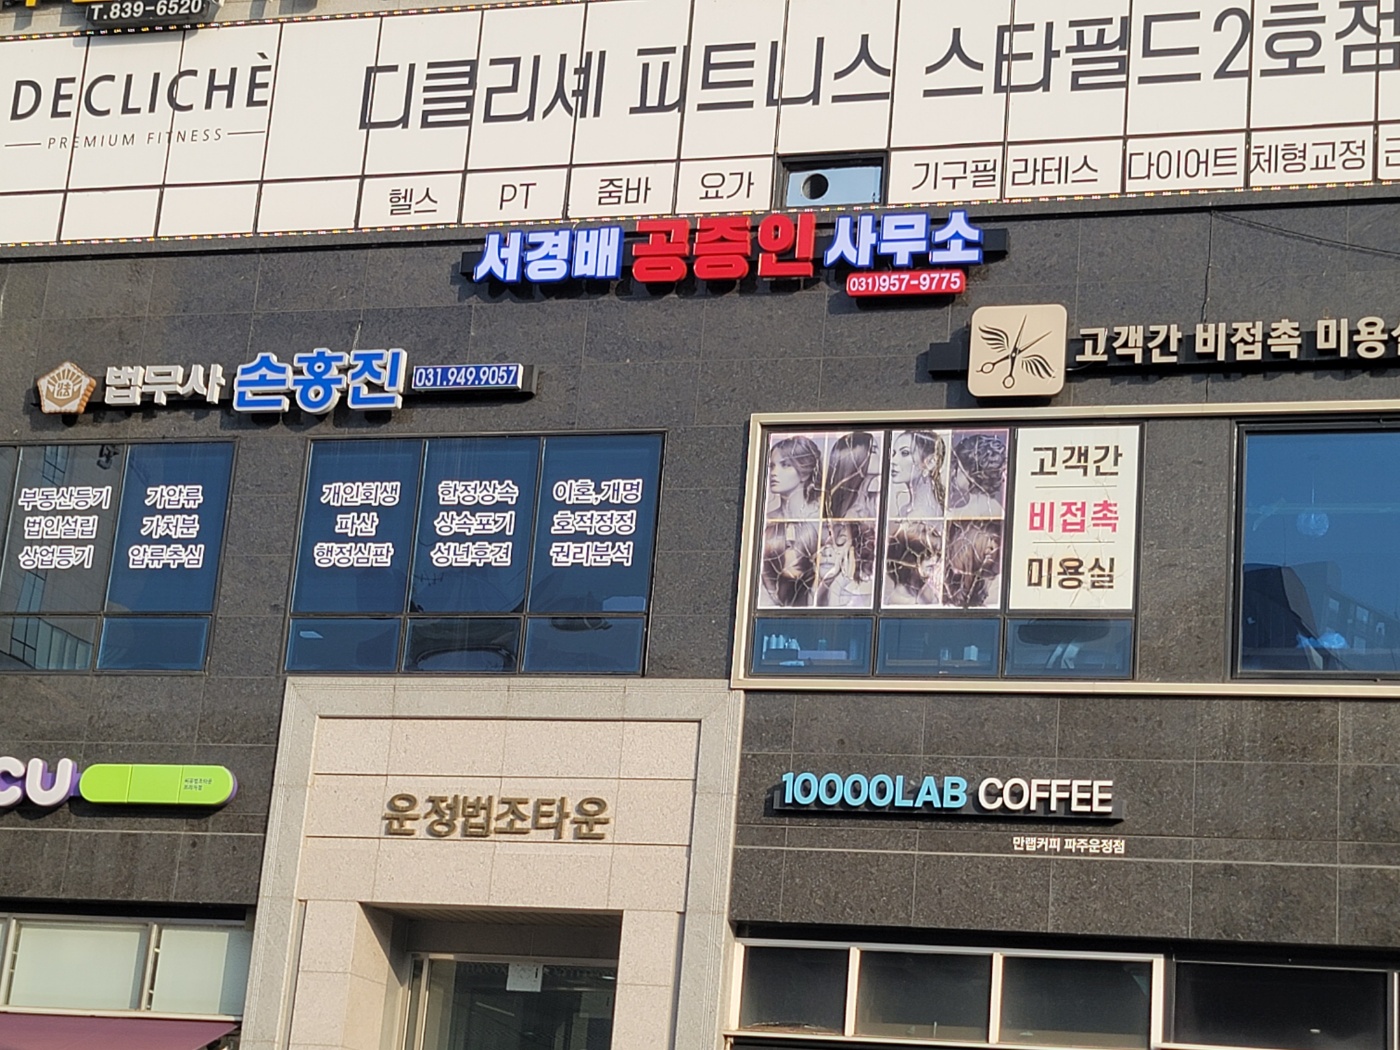 T.839-6520
DECLICHÈ
PREMIUM FITNESS
디클리셰 피트니스 스타필드2호점
헬스 PT 줌바 요가 기구필라테스 다이어트 체형교정
서경배 공증인 사무소
(031)957-9775
법무사 손흥진 031.949.9057
고객간 비접촉 미용실
부동산등기
법인설립
상업등기
가압류
가처분
압류추심
개인회생
파산
행정심판
한정상속
상속포기
성년후견
이혼,개명
호적정정
권리분석
고객간
비접촉
미용실
CU
운정법조타운
10000LAB COFFEE
만랩커피 파주운정점